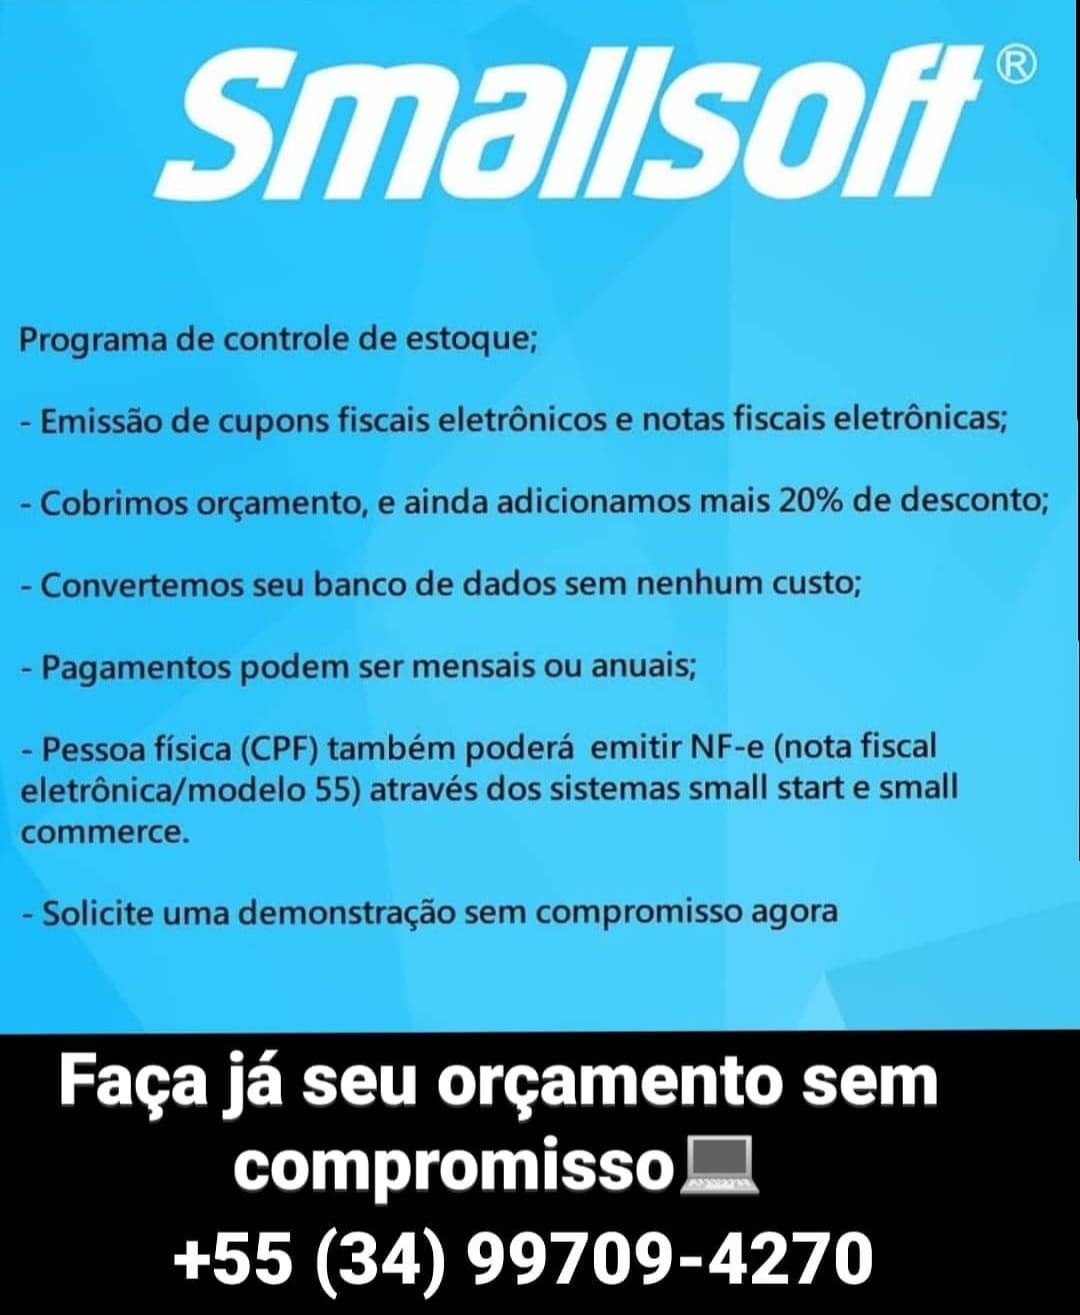 Smallsoft®
Programa de controle de estoque;
- Emissão de cupons fiscais eletrônicos e notas fiscais eletrônicas;
- Cobrimos orçamento, e ainda adicionamos mais 20% de desconto;
- Convertemos seu banco de dados sem nenhum custo;
- Pagamentos podem ser mensais ou anuais;
- Pessoa física (CPF) também poderá emitir NF-e (nota fiscal
eletrônica/modelo 55) através dos sistemas small start e small
commerce.
- Solicite uma demonstração sem compromisso agora
Faça já seu orçamento sem
compromisso💻
+55 (34) 99709-4270